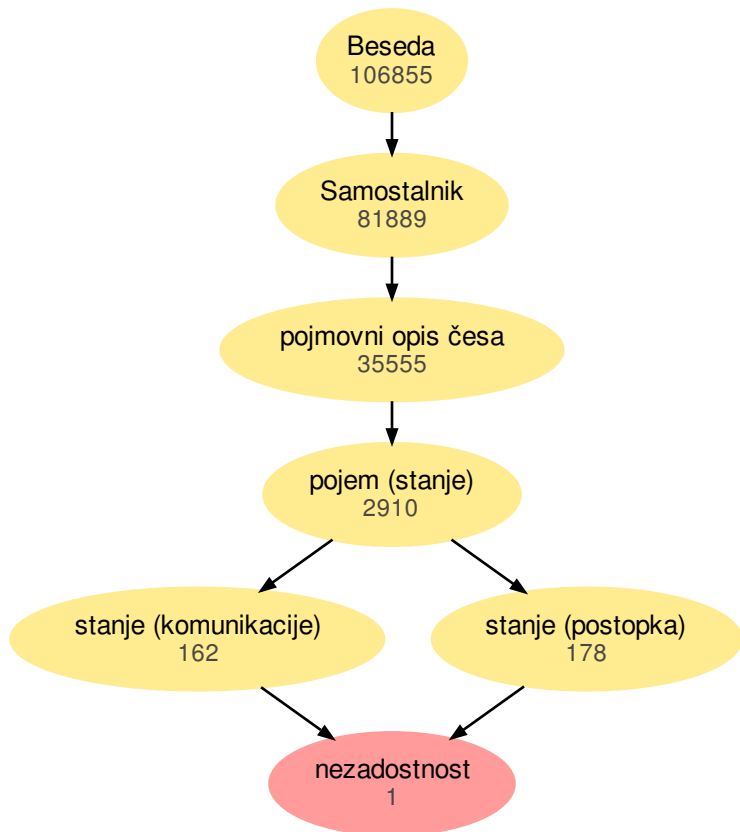 Beseda
106855
Samostalnik
81889
pojmovni opis česa
35555
pojem (stanje)
2910
stanje (komunikacije)
162
stanje (postopka)
178
nezadostnost
1